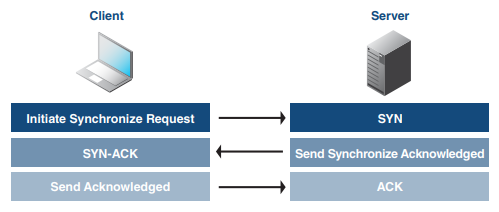 Client
Server
Initiate Synchronize Request
SYN
SYN-ACK
Send Synchronize Acknowledged
Send Acknowledged
ACK